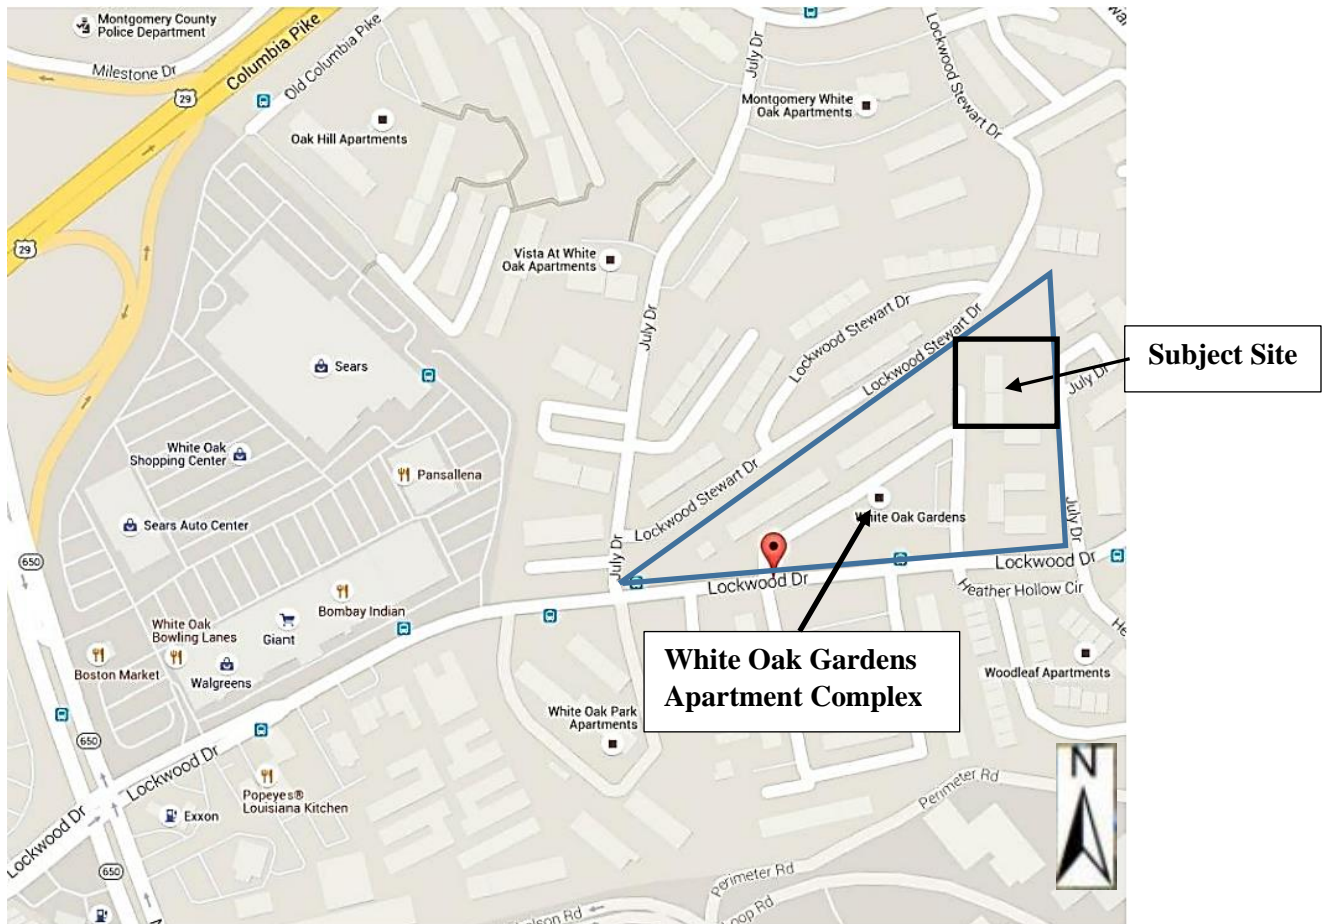 Montgomery County
Police Department
Milestone Dr
Columbia Pike
Old Columbia Pike
29
July Dr
Lockwood Stewart Dr
Montgomery White
Oak Apartments
Oak Hill Apartments
29
Vista At White
Oak Apartments
July Dr
Lockwood Stewart Dr
Lockwood Stewart Dr
Subject Site
July Dr
Sears
White Oak
Shopping Center
Pansallena
Sears Auto Center
Lockwood Stewart Dr
White Oak Gardens
July Dr
July Dr
650
Lockwood Dr
Lockwood Dr
Heather Hollow Cir
Bombay Indian
White Oak
Bowling Lanes
Giant
Boston Market
Walgreens
White Oak Gardens
Apartment Complex
Woodleaf Apartments
White Oak Park
Apartments
650
Lockwood Dr
Lockwood Dr
Popeyes®
Louisiana Kitchen
Exxon
N
Perimeter Rd
650
Perimeter Rd
Loop Rd